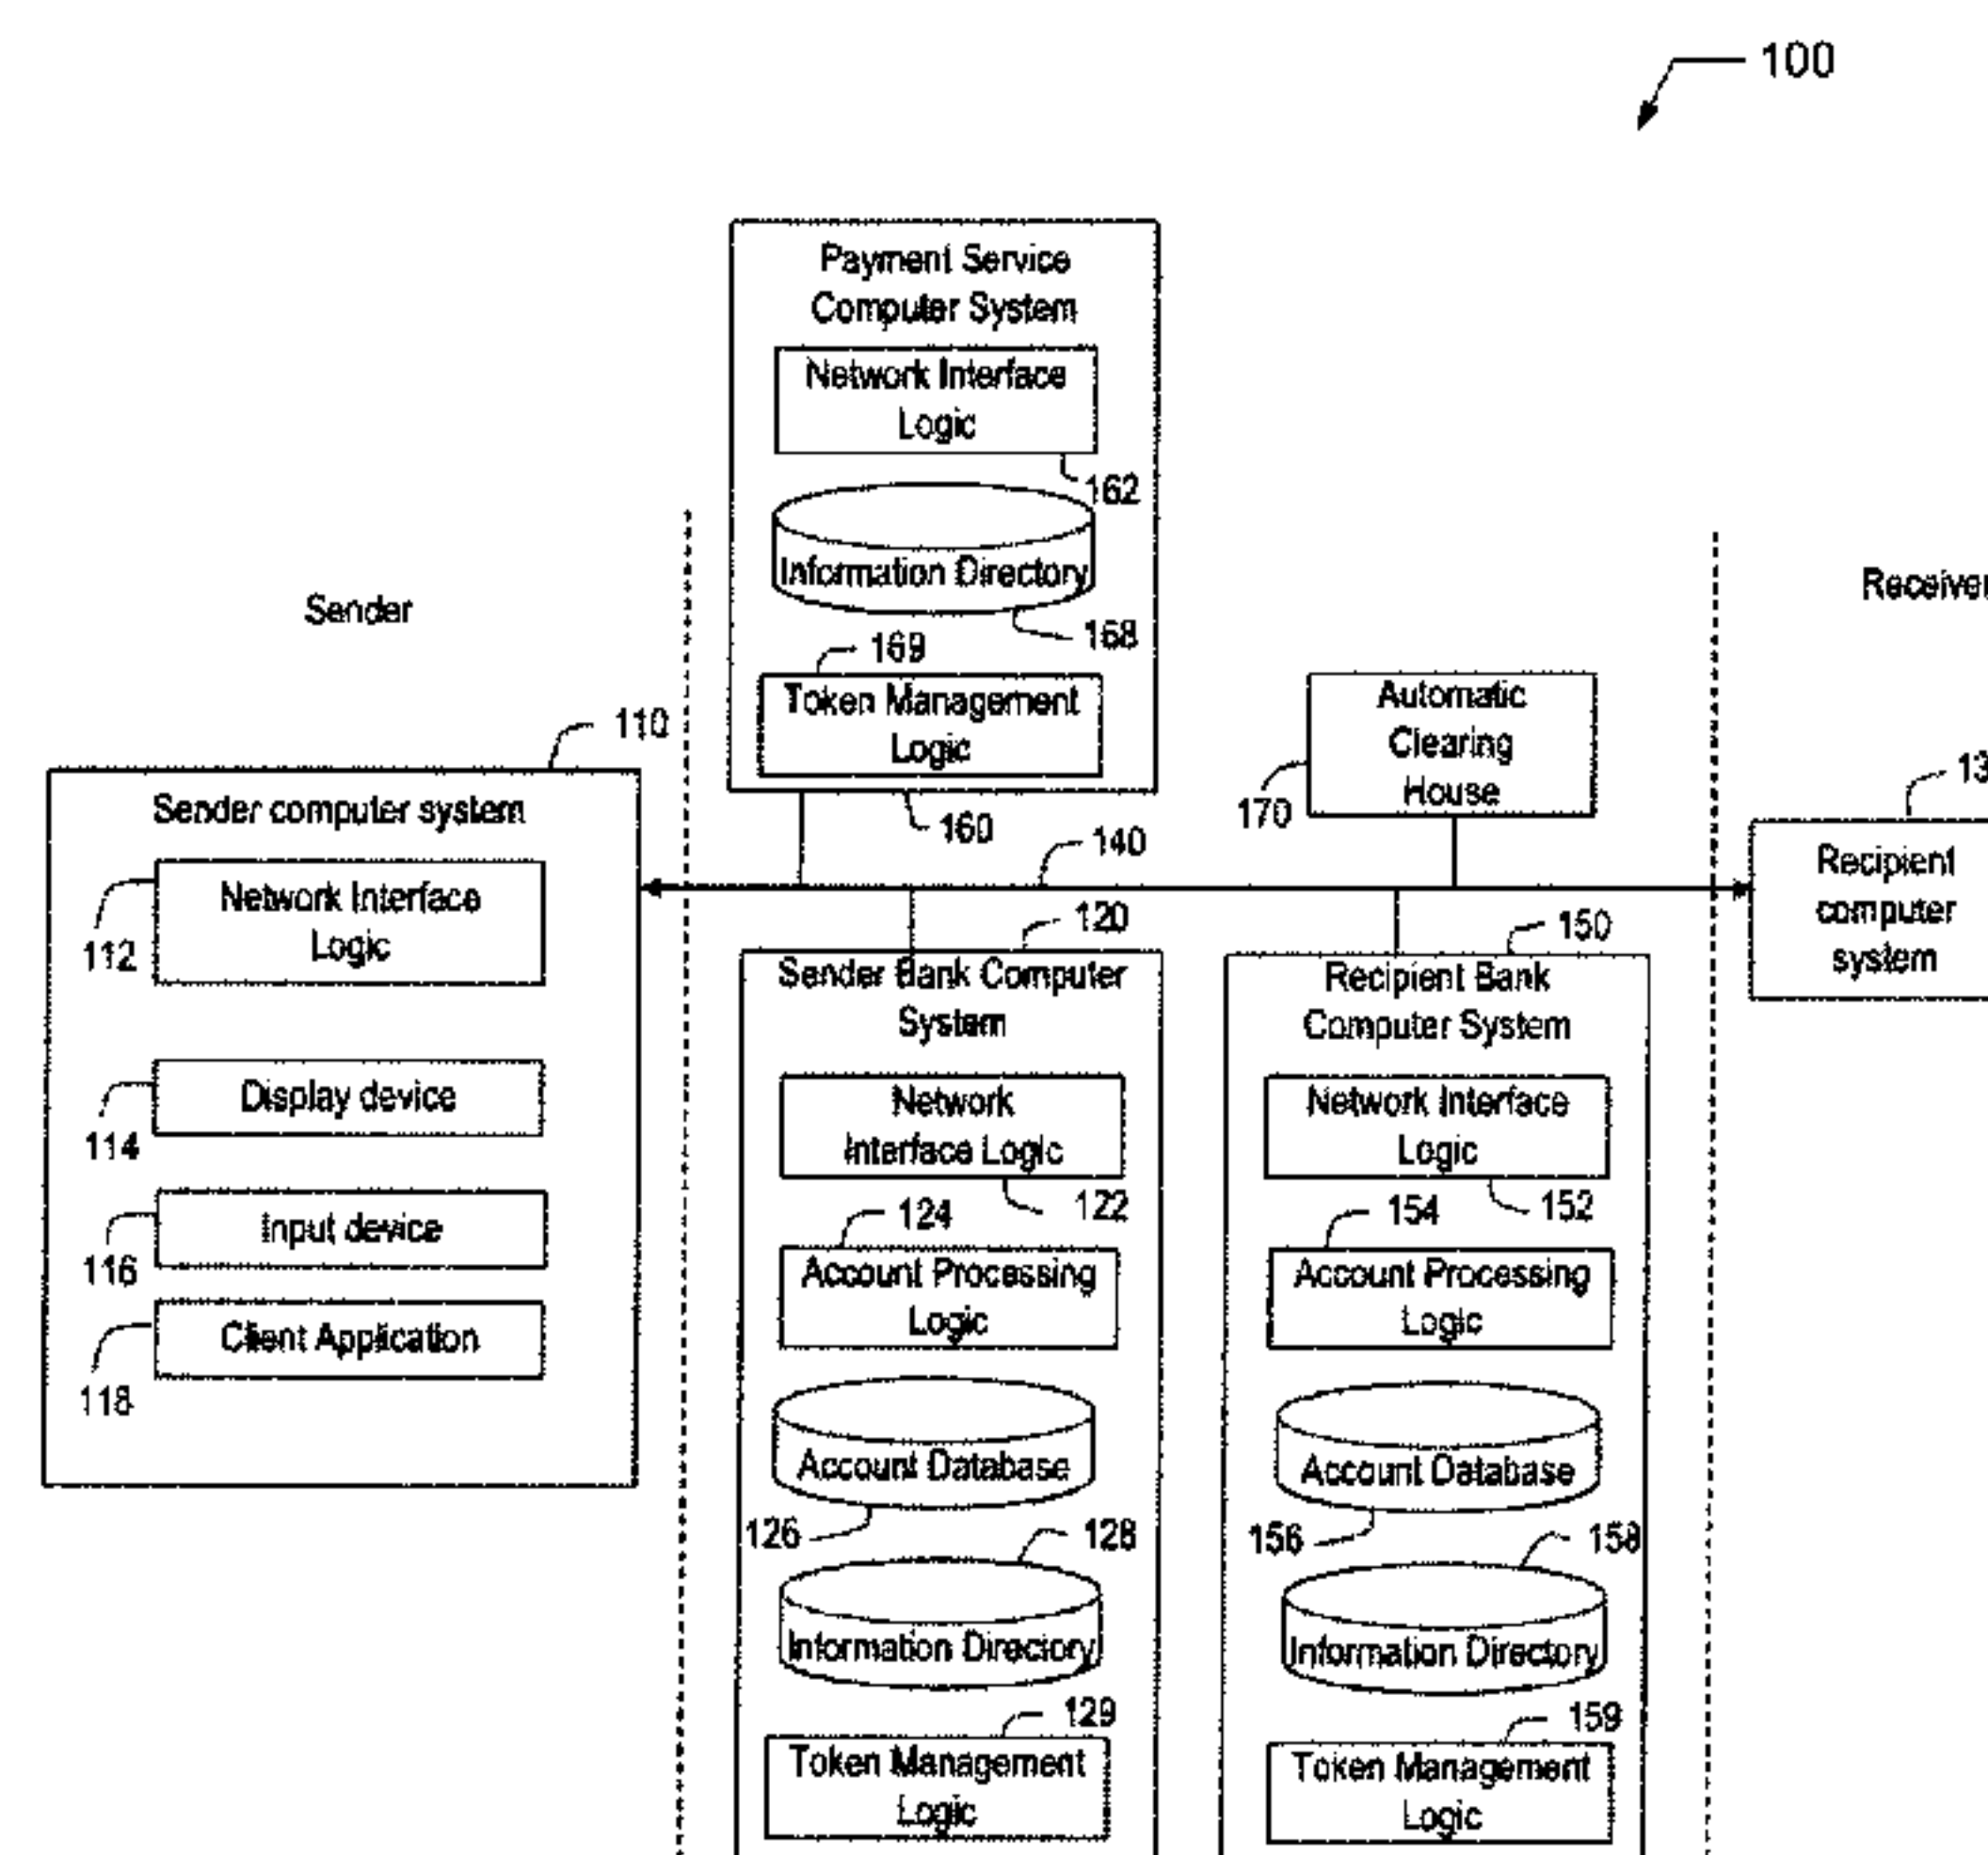 100
Payment Service
Computer System
Network Interface
Logic
162
Information Directory
168
169
Token Management
Logic
160
Sender
Receiver
110
Sender computer system
Network Interface
Logic
112
Display device
114
Input device
116
Client Application
118
140
Automatic
Clearing
House
170
Recipient
computer
system
120
Sender Bank Computer
System
Network
Interface Logic
122
124
Account Processing
Logic
Account Database
126
128
Information Directory
129
Token Management
Logic
150
Recipient Bank
Computer System
Network Interface
Logic
152
154
Account Processing
Logic
Account Database
156
158
Information Directory
159
Token Management
Logic